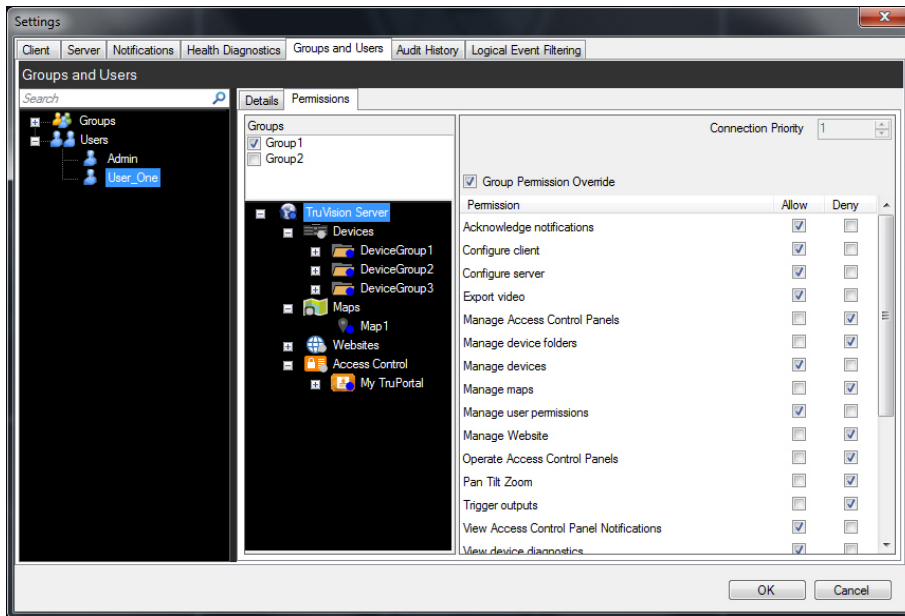 Settings
Client Server Notifications Health Diagnostics Groups and Users Audit History Logical Event Filtering
Groups and Users
Search
Groups
Users
Admin
User_One
Details Permissions
Groups
Group1
Group2
TruVision Server
Devices
DeviceGroup1
DeviceGroup2
DeviceGroup3
Maps
Map1
Websites
Access Control
My TruPortal
Connection Priority 1
Group Permission Override
Permission Allow Deny
Acknowledge notifications
Configure client
Configure server
Export video
Manage Access Control Panels
Manage device folders
Manage devices
Manage maps
Manage user permissions
Manage Website
Operate Access Control Panels
Pan Tilt Zoom
Trigger outputs
View Access Control Panel Notifications
View device diagnostics
OK Cancel